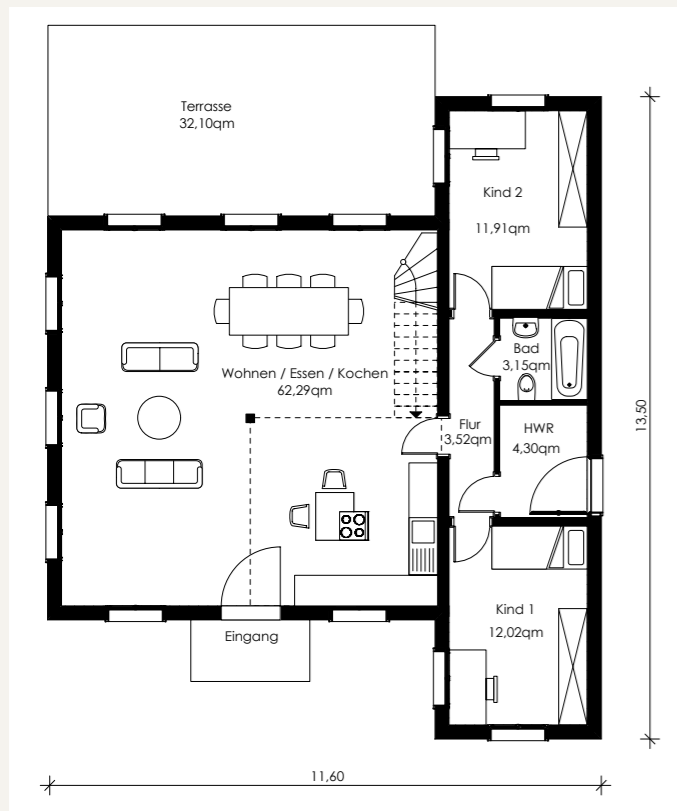 Terrasse
32,10qm
Kind 2
11,91qm
Wohnen / Essen / Kochen
62,29qm
Bad
3,15qm
Flur
3,52qm
HWR
4,30qm
13,50
Kind 1
12,02qm
Eingang
11,60